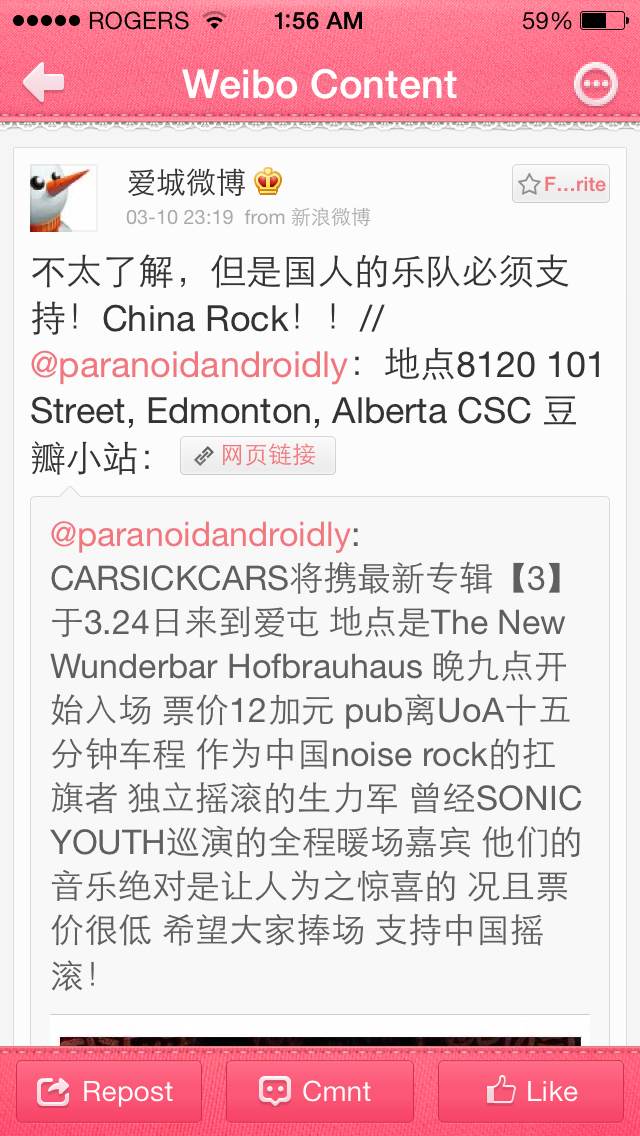 ROGERS 1:56 AM 59%
Weibo Content
爱城微博
F...rite
03-10 23:19 from 新浪微博
不太了解，但是国人的乐队必须支
持！China Rock！！//
@paranoidandroidly：地点8120 101
Street, Edmonton, Alberta CSC 豆
瓣小站： 网页链接
@paranoidandroidly:
CARSICKCARS将携最新专辑【3】
于3.24日来到爱屯 地点是The New
Wunderbar Hofbrauhaus 晚九点开
始入场 票价12加元 pub离UoA十五
分钟车程 作为中国noise rock的扛
旗者 独立摇滚的生力军 曾经SONIC
YOUTH巡演的全程暖场嘉宾 他们的
音乐绝对是让人为之惊喜的 况且票
价很低 希望大家捧场 支持中国摇
滚！
Repost Cmnt Like